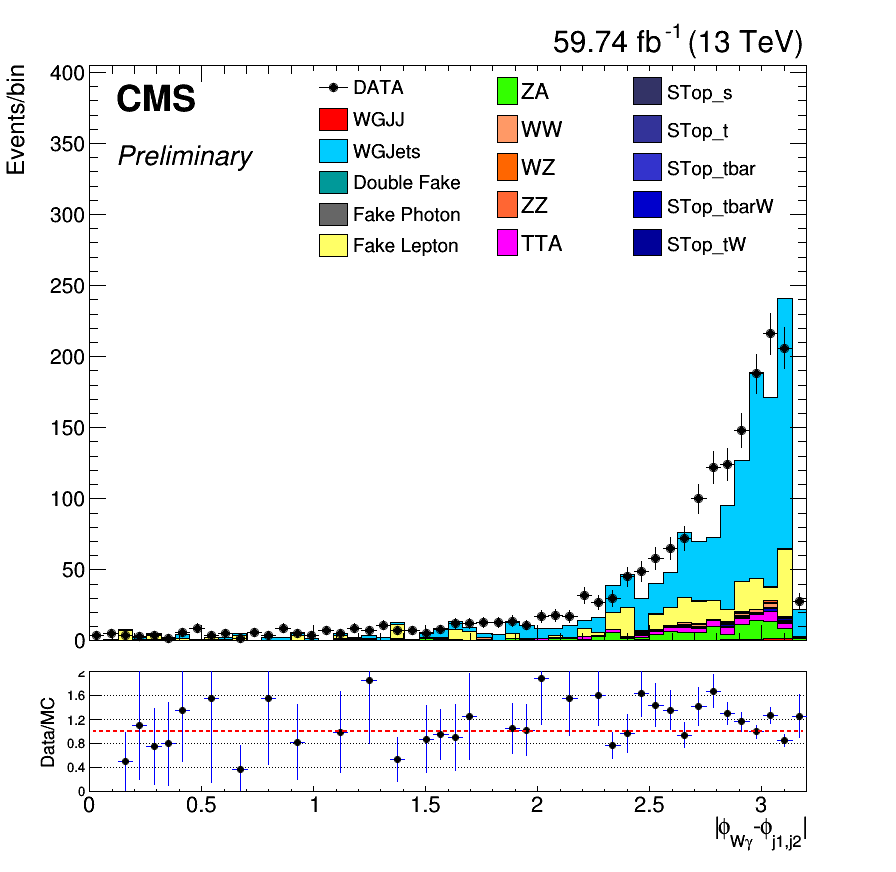 59.74 fb⁻¹ (13 TeV)
Events/bin
400
350
300
250
200
150
100
50
0
CMS
Preliminary
DATA
WGJJ
WGJets
Double Fake
Fake Photon
Fake Lepton
ZA
WW
WZ
ZZ
TTA
STop_s
STop_t
STop_tbar
STop_tbarW
STop_tW
Data/MC
2
1.6
1.2
0.8
0.4
0
0 0.5 1 1.5 2 2.5 3
|ϕWγ-ϕj1,j2|